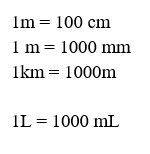 1m = 100 cm
1 m = 1000 mm
1km = 1000m
1L = 1000 mL